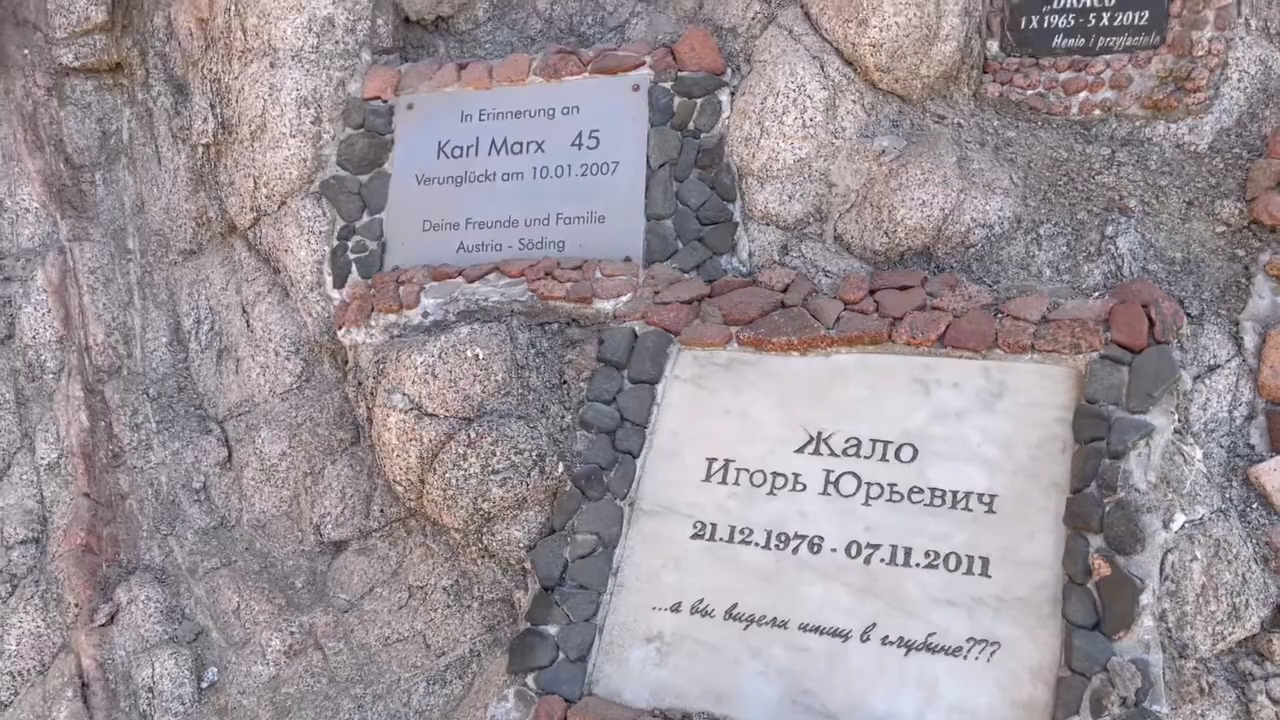 In Erinnerung an
Karl Marx 45
Verunglückt am 10.01.2007
Deine Freunde und Familie
Austria - Söding
„DRACO"
1 X 1965 - 5 X 2012
Henio i przyjaciele
Жало
Игорь Юрьевич
21.12.1976 - 07.11.2011
...а вы видели птиц в глубине???